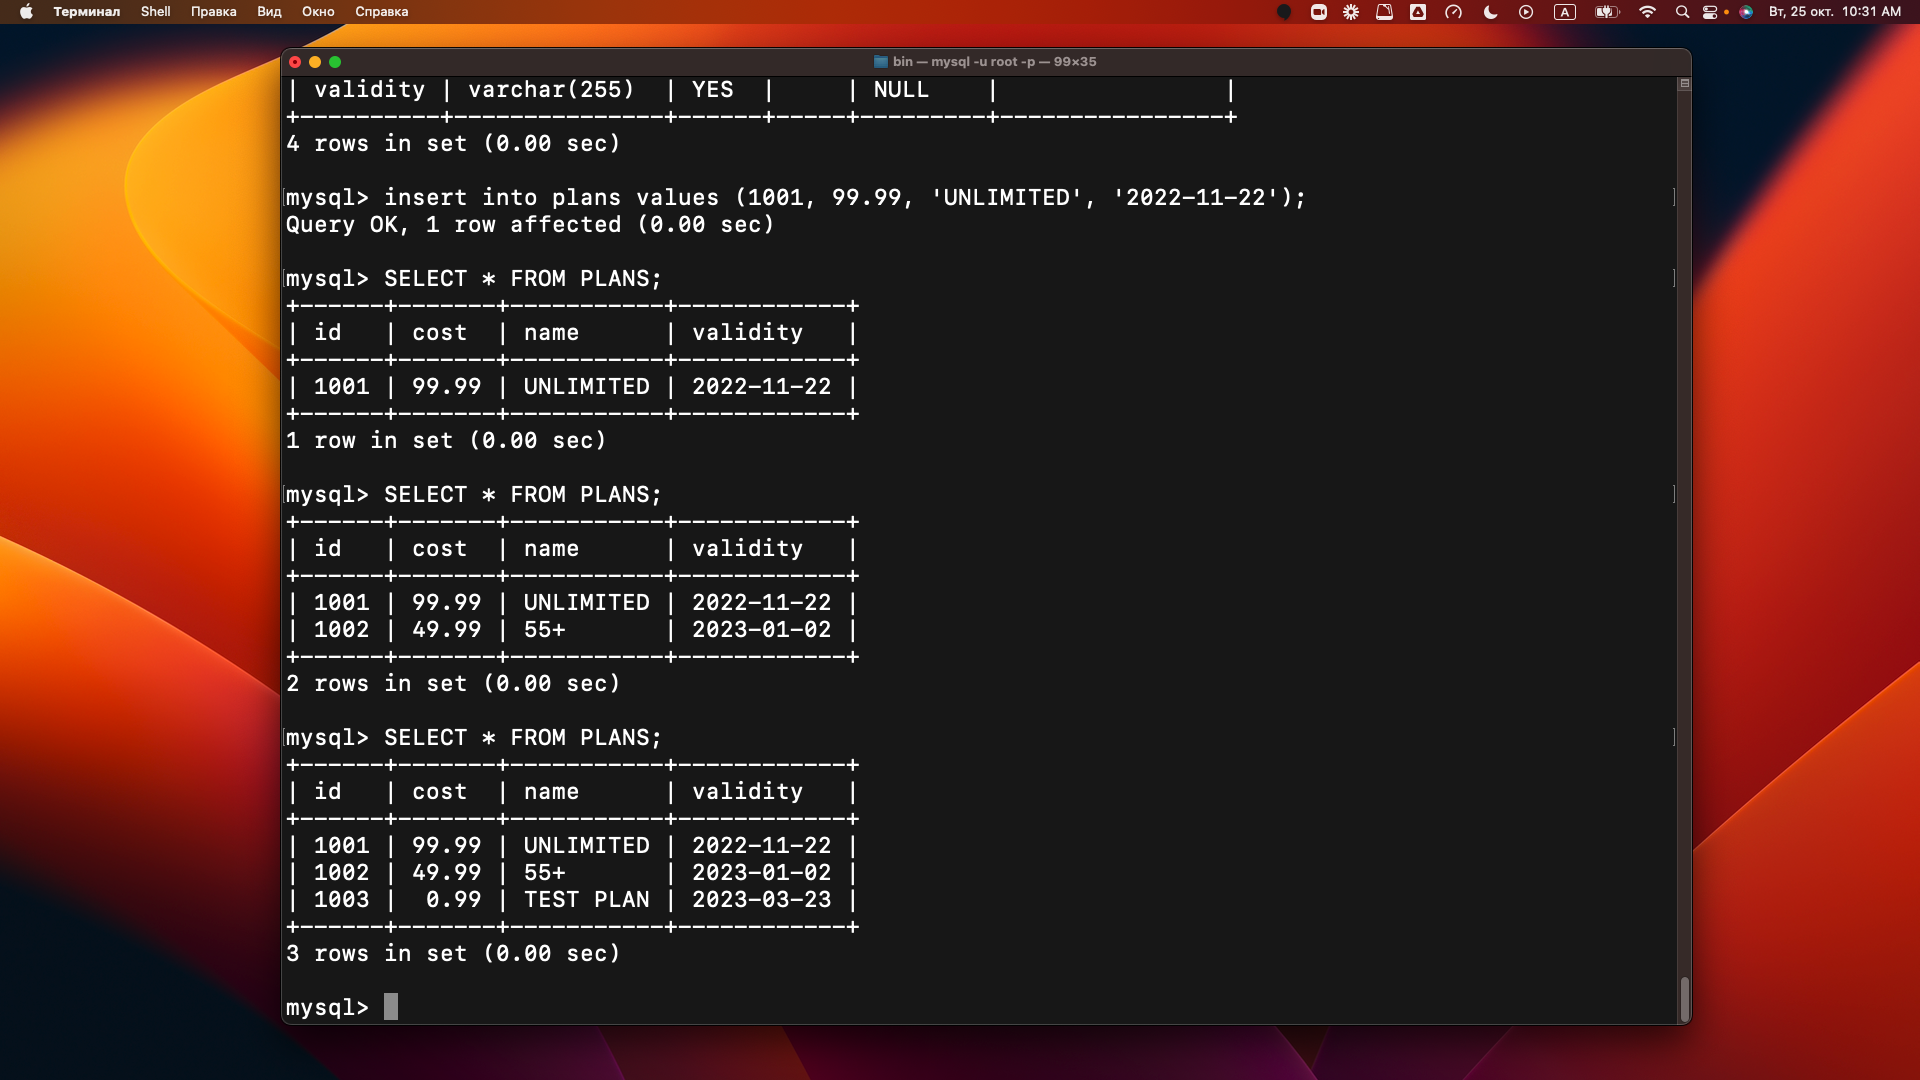 Терминал Shell Правка Вид Окно Справка A Вт, 25 окт. 10:31 AM
bin — mysql -u root -p — 99×35
| validity | varchar(255)  | YES  |     | NULL    |                |
+----------+---------------+------+-----+---------+----------------+
4 rows in set (0.00 sec)
mysql> insert into plans values (1001, 99.99, 'UNLIMITED', '2022-11-22');
Query OK, 1 row affected (0.00 sec)
mysql> SELECT * FROM PLANS;
+------+-------+-----------+------------+
| id   | cost  | name      | validity   |
+------+-------+-----------+------------+
| 1001 | 99.99 | UNLIMITED | 2022-11-22 |
+------+-------+-----------+------------+
1 row in set (0.00 sec)
mysql> SELECT * FROM PLANS;
+------+-------+-----------+------------+
| id   | cost  | name      | validity   |
+------+-------+-----------+------------+
| 1001 | 99.99 | UNLIMITED | 2022-11-22 |
| 1002 | 49.99 | 55+       | 2023-01-02 |
+------+-------+-----------+------------+
2 rows in set (0.00 sec)
mysql> SELECT * FROM PLANS;
+------+-------+-----------+------------+
| id   | cost  | name      | validity   |
+------+-------+-----------+------------+
| 1001 | 99.99 | UNLIMITED | 2022-11-22 |
| 1002 | 49.99 | 55+       | 2023-01-02 |
| 1003 |  0.99 | TEST PLAN | 2023-03-23 |
+------+-------+-----------+------------+
3 rows in set (0.00 sec)
mysql>